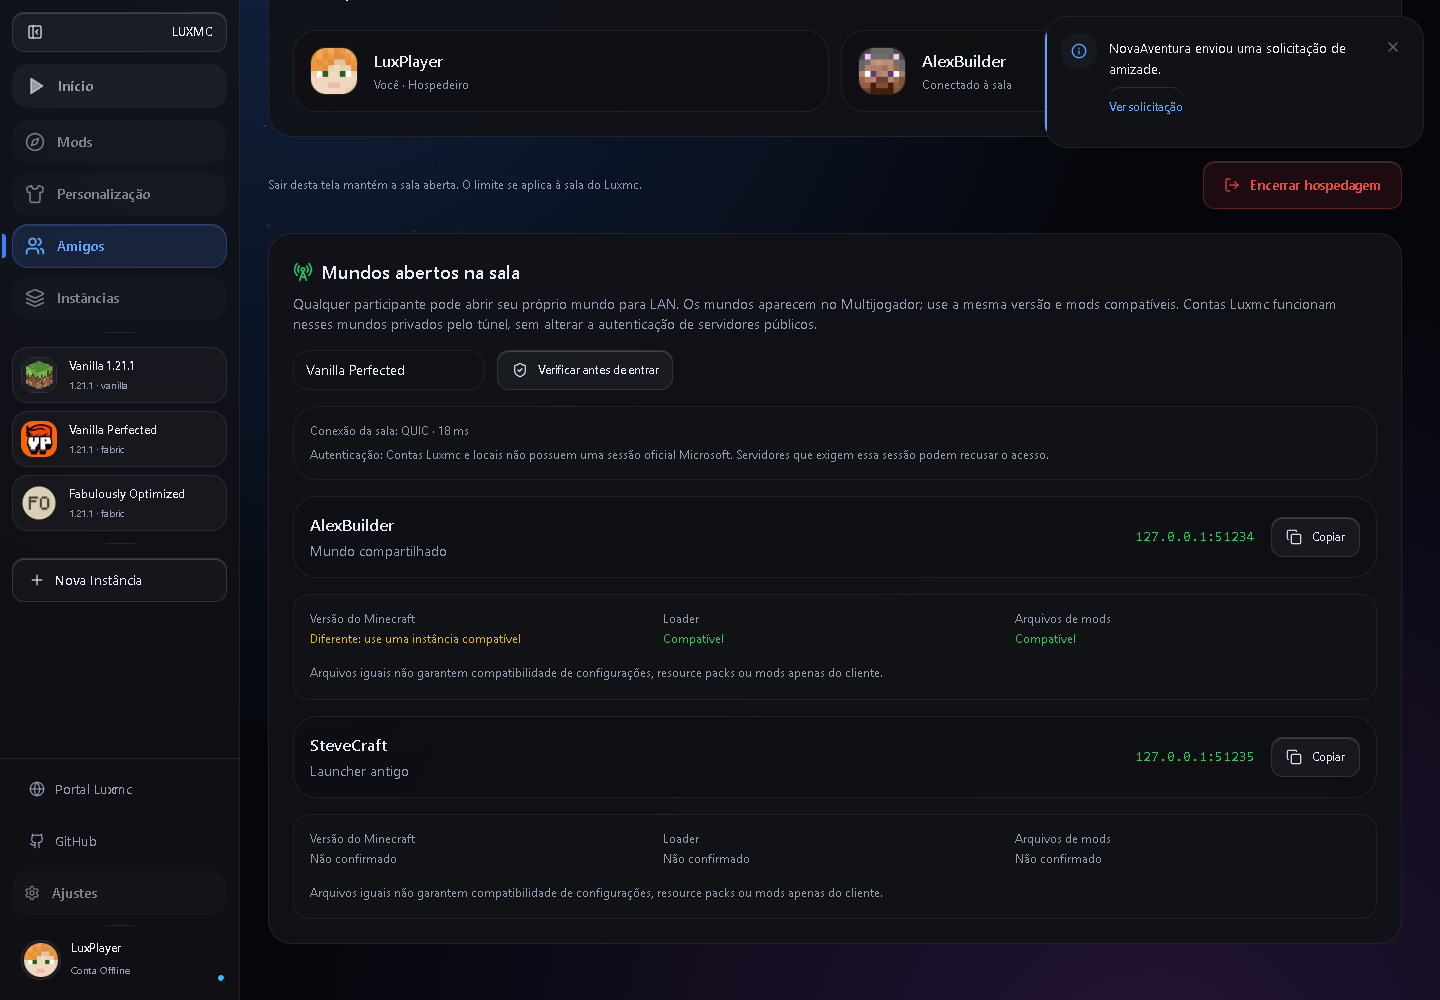 LUXMC
Início
Mods
Personalização
Amigos
Instâncias
Vanilla 1.21.1
1.21.1 · vanilla
Vanilla Perfected
1.21.1 · fabric
Fabulously Optimized
1.21.1 · fabric
Nova Instância
Portal Luxmc
GitHub
Ajustes
LuxPlayer
Conta Offline
LuxPlayer
Você · Hospedeiro
AlexBuilder
Conectado à sala
NovaAventura enviou uma solicitação de
amizade.
Ver solicitação
Sair desta tela mantém a sala aberta. O limite se aplica à sala do Luxmc.
Encerrar hospedagem
Mundos abertos na sala
Qualquer participante pode abrir seu próprio mundo para LAN. Os mundos aparecem no Multijogador; use a mesma versão e mods compatíveis. Contas Luxmc funcionam
nesses mundos privados pelo túnel, sem alterar a autenticação de servidores públicos.
Vanilla Perfected
Verificar antes de entrar
Conexão da sala: QUIC · 18 ms
Autenticação: Contas Luxmc e locais não possuem uma sessão oficial Microsoft. Servidores que exigem essa sessão podem recusar o acesso.
AlexBuilder
Mundo compartilhado
127.0.0.1:51234
Copiar
Versão do Minecraft
Diferente: use uma instância compatível
Loader
Compatível
Arquivos de mods
Compatível
Arquivos iguais não garantem compatibilidade de configurações, resource packs ou mods apenas do cliente.
SteveCraft
Launcher antigo
127.0.0.1:51235
Copiar
Versão do Minecraft
Não confirmado
Loader
Não confirmado
Arquivos de mods
Não confirmado
Arquivos iguais não garantem compatibilidade de configurações, resource packs ou mods apenas do cliente.